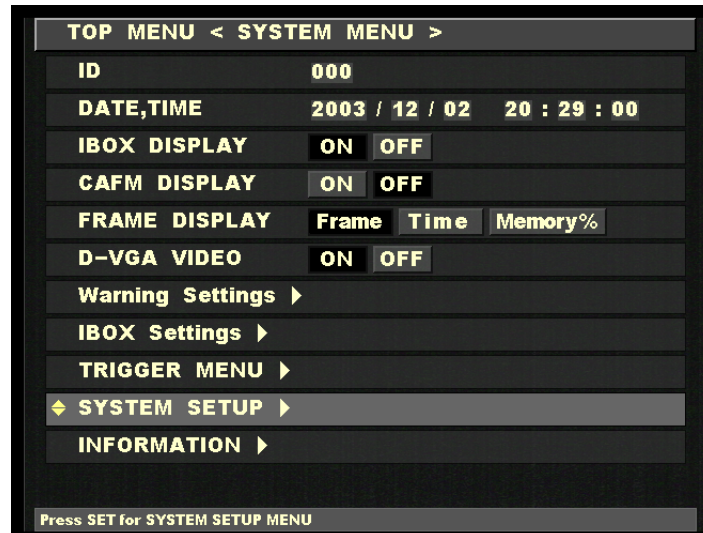 TOP MENU < SYSTEM MENU >
ID 000
DATE,TIME 2003 / 12 / 02 20 : 29 : 00
IBOX DISPLAY ON OFF
CAFM DISPLAY ON OFF
FRAME DISPLAY Frame Time Memory%
D-VGA VIDEO ON OFF
Warning Settings
IBOX Settings
TRIGGER MENU
SYSTEM SETUP
INFORMATION
Press SET for SYSTEM SETUP MENU